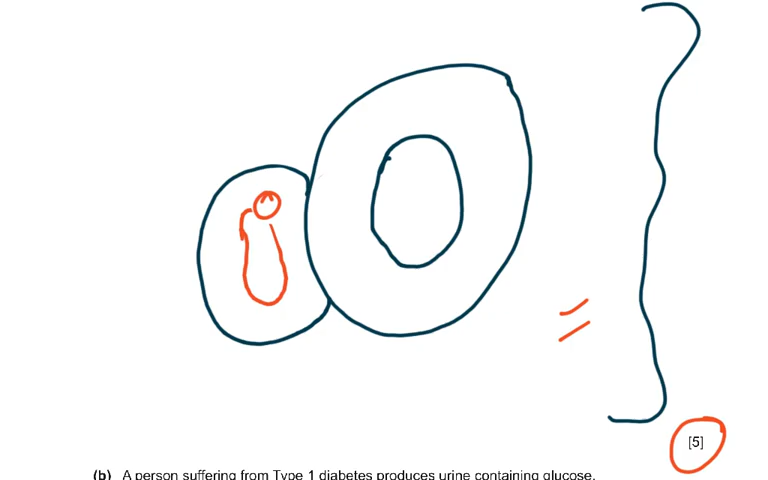 [5]
(b) A person suffering from Type 1 diabetes produces urine containing glucose.